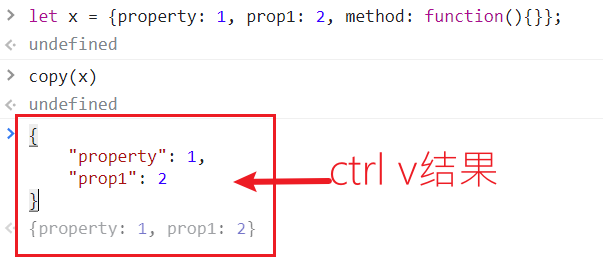 > let x = {property: 1, prop1: 2, method: function(){}};
undefined
> copy(x)
undefined
> {
"property": 1,
"prop1": 2
}
{property: 1, prop1: 2}
ctrl v结果